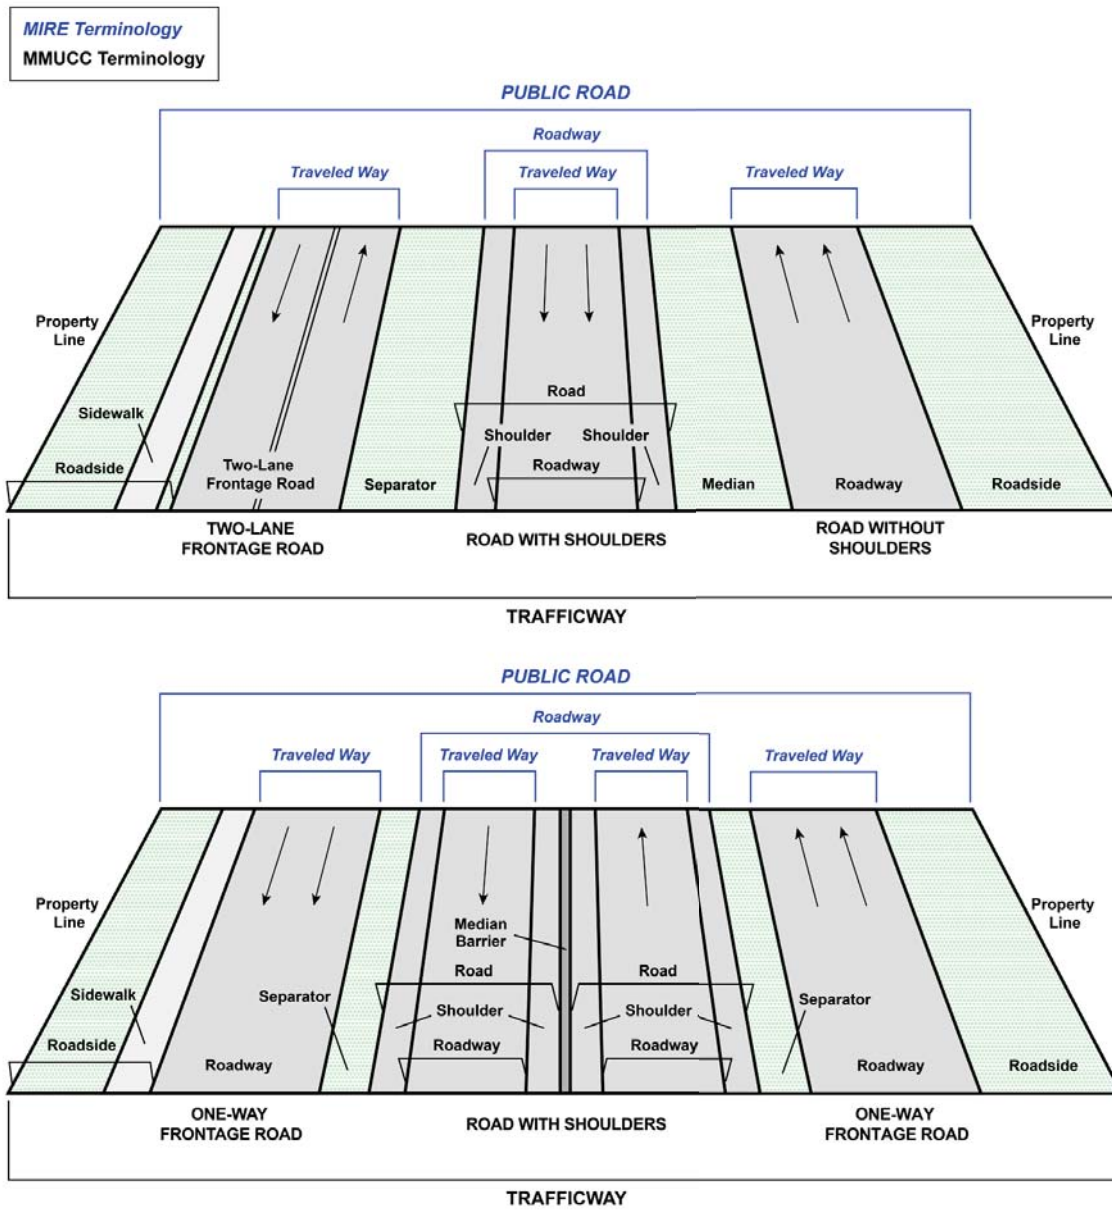 MIRE Terminology
MMUCC Terminology
PUBLIC ROAD
Roadway
Traveled Way
Traveled Way
Traveled Way
Property
Line
Property
Line
Sidewalk
Road
Shoulder
Shoulder
Roadside
Two-Lane
Frontage Road
Separator
Roadway
Median
Roadway
Roadside
TWO-LANE
FRONTAGE ROAD
ROAD WITH SHOULDERS
ROAD WITHOUT
SHOULDERS
TRAFFICWAY
PUBLIC ROAD
Roadway
Traveled Way
Traveled Way
Traveled Way
Traveled Way
Property
Line
Property
Line
Median
Barrier
Road
Road
Sidewalk
Separator
Shoulder
Shoulder
Separator
Roadside
Roadway
Roadway
Roadway
Roadway
Roadside
ONE-WAY
FRONTAGE ROAD
ROAD WITH SHOULDERS
ONE-WAY
FRONTAGE ROAD
TRAFFICWAY